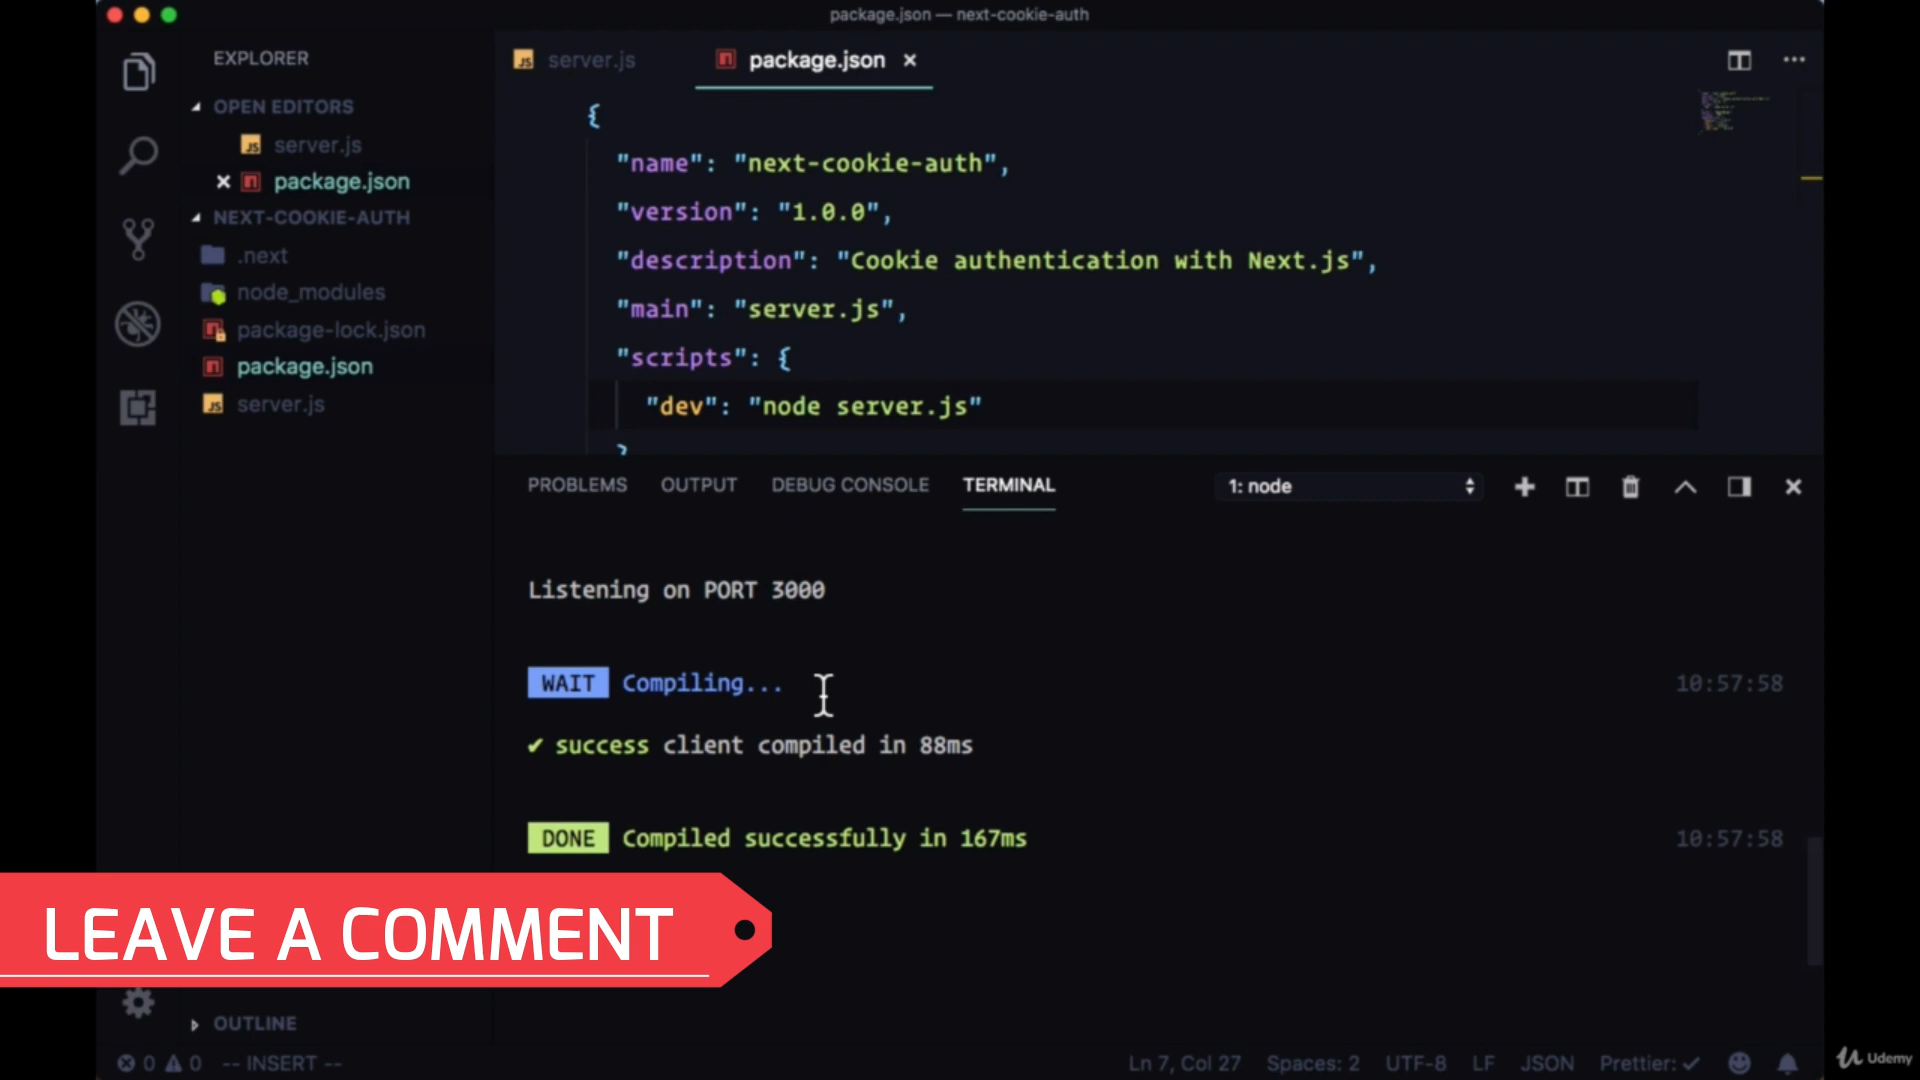 package.json — next-cookie-auth
EXPLORER
OPEN EDITORS
server.js
package.json
NEXT-COOKIE-AUTH
.next
node_modules
package-lock.json
package.json
server.js
OUTLINE
server.js
package.json
{
"name": "next-cookie-auth",
"version": "1.0.0",
"description": "Cookie authentication with Next.js",
"main": "server.js",
"scripts": {
"dev": "node server.js"
}
PROBLEMS OUTPUT DEBUG CONSOLE TERMINAL 1: node
Listening on PORT 3000
WAIT Compiling... 10:57:58
✔ success client compiled in 88ms
DONE Compiled successfully in 167ms 10:57:58
LEAVE A COMMENT
0 0 -- INSERT -- Ln 7, Col 27 Spaces: 2 UTF-8 LF JSON Prettier: ✓
Udemy